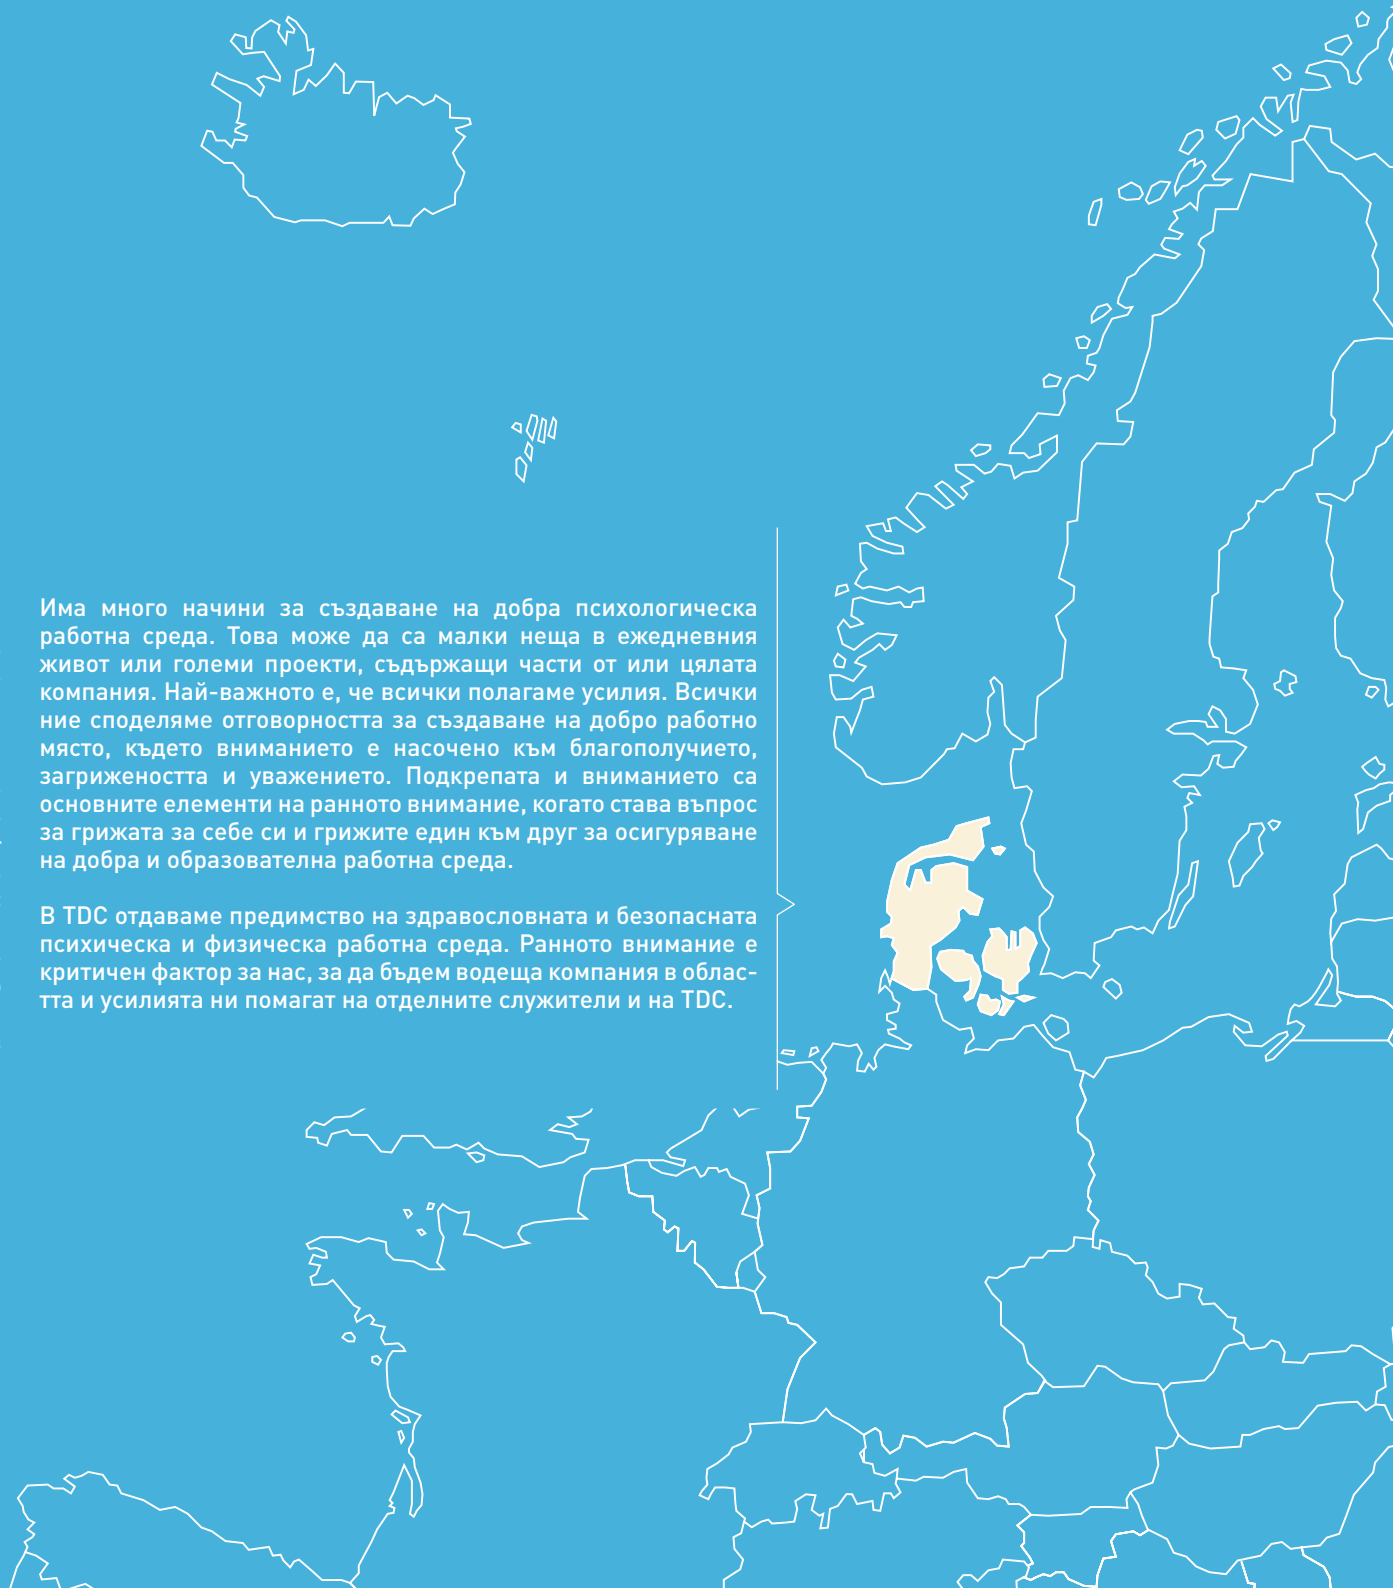 Има много начини за създаване на добра психологическа
работна среда. Това може да са малки неща в ежедневния
живот или големи проекти, съдържащи части от или цялата
компания. Най-важното е, че всички полагаме усилия. Всички
ние споделяме отговорността за създаване на добро работно
място, където вниманието е насочено към благополучието,
загрижеността и уважението. Подкрепата и вниманието са
основните елементи на ранното внимание, когато става въпрос
за грижата за себе си и грижите един към друг за осигуряване
на добра и образователна работна среда.
В TDC отдаваме предимство на здравословната и безопасната
психическа и физическа работна среда. Ранното внимание е
критичен фактор за нас, за да бъдем водеща компания в облас-
тта и усилията ни помагат на отделните служители и на TDC.